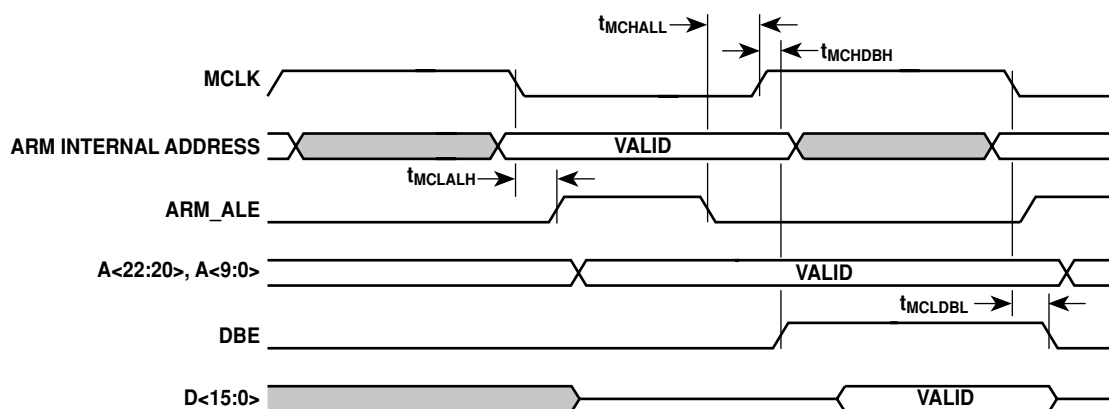 tMCHALL
tMCHDBH
MCLK
ARM INTERNAL ADDRESS
VALID
tMCLALH
ARM_ALE
A<22:20>, A<9:0>
VALID
tMCLDBL
DBE
D<15:0>
VALID